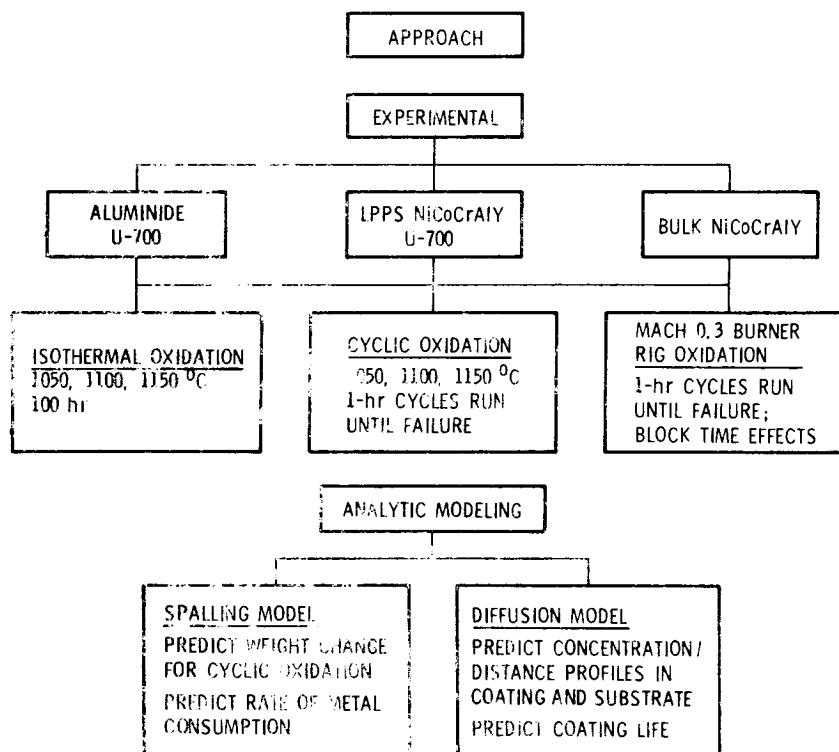 APPROACH
EXPERIMENTAL
ALUMINIDE
U-700
LPPS NiCoCrAlY
U-700
BULK NiCoCrAlY
ISOTHERMAL OXIDATION
1050, 1100, 1150 °C
100 hr
CYCLIC OXIDATION
050, 1100, 1150 °C
1-hr CYCLES RUN
UNTIL FAILURE
MACH 0.3 BURNER
RIG OXIDATION
1-hr CYCLES RUN
UNTIL FAILURE;
BLOCK TIME EFFECTS
ANALYTIC MODELING
SPALLING MODEL
PREDICT WEIGHT CHANGE
FOR CYCLIC OXIDATION
PREDICT RATE OF METAL
CONSUMPTION
DIFFUSION MODEL
PREDICT CONCENTRATION/
DISTANCE PROFILES IN
COATING AND SUBSTRATE
PREDICT COATING LIFE